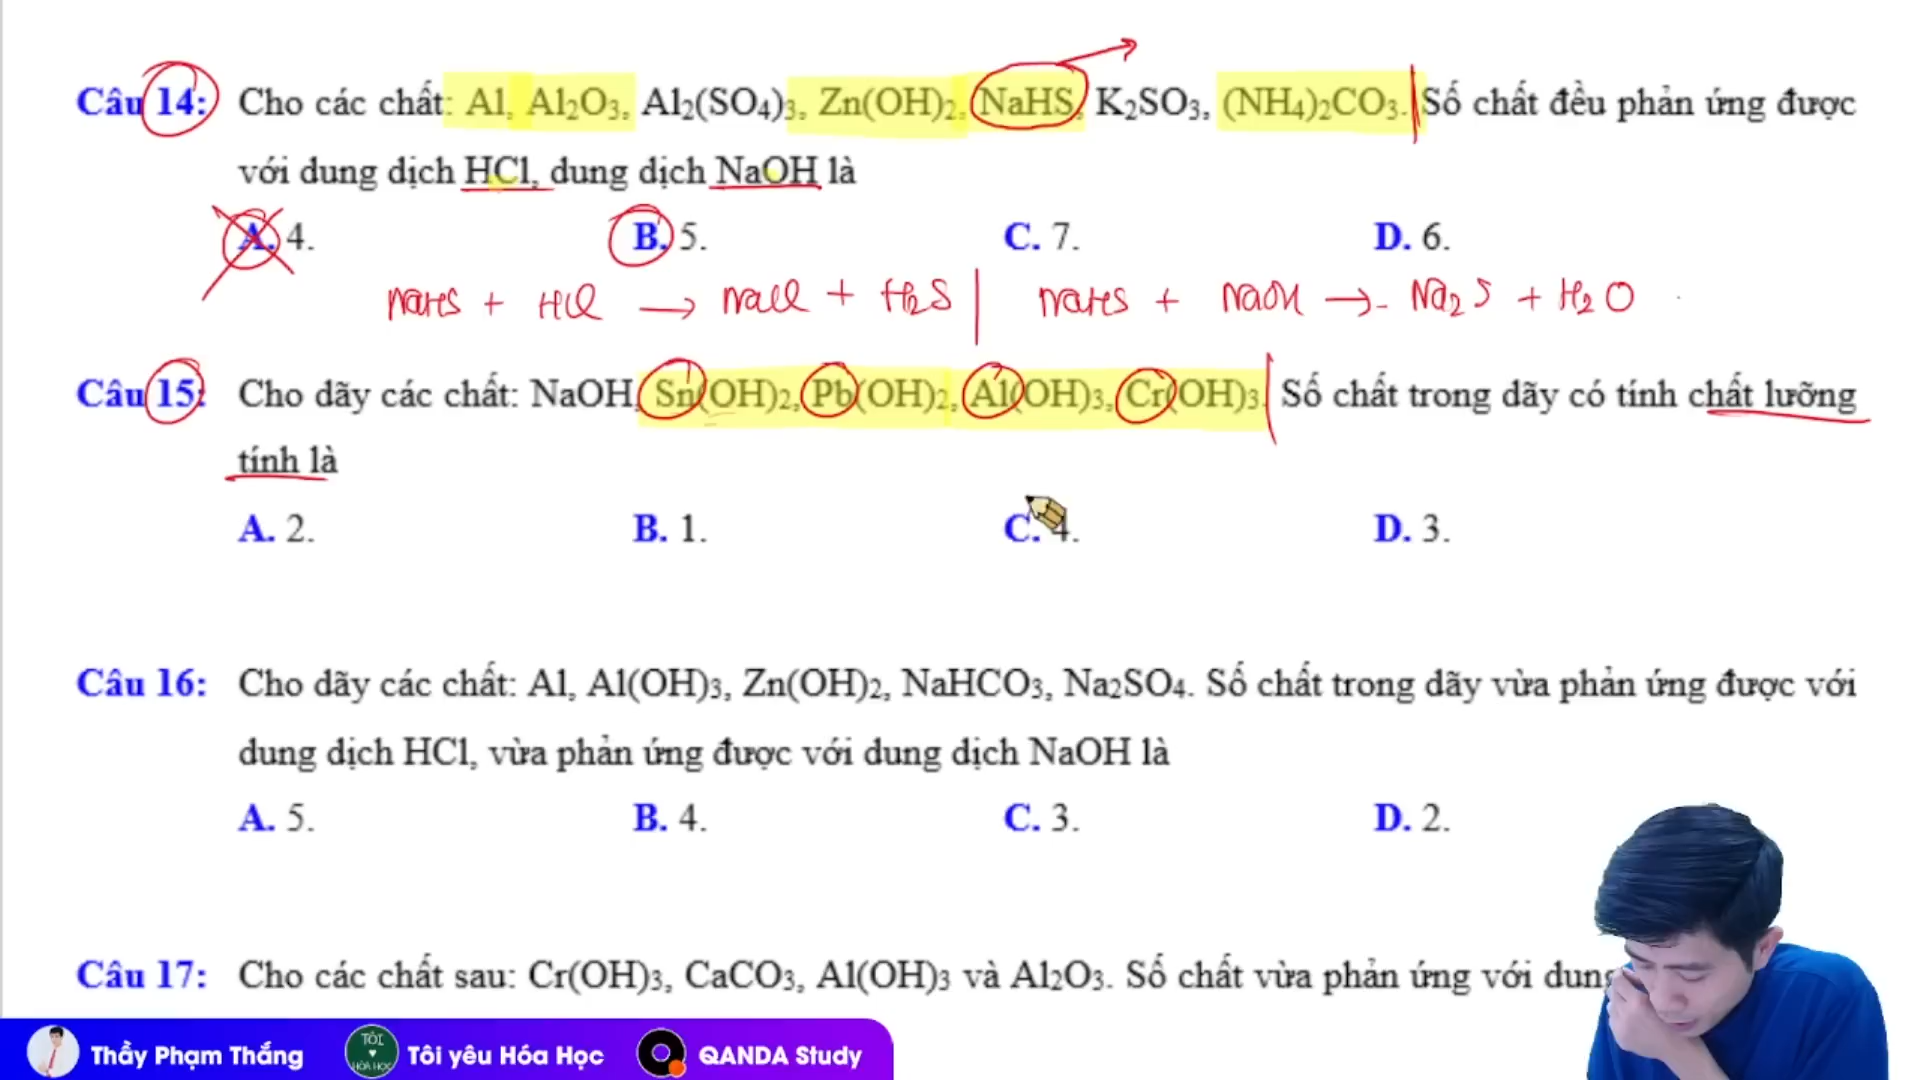 Câu 14: Cho các chất: Al, Al2O3, Al2(SO4)3, Zn(OH)2, NaHS, K2SO3, (NH4)2CO3. Số chất đều phản ứng được
với dung dịch HCl, dung dịch NaOH là
A. 4. B. 5. C. 7. D. 6.
NaHS + HCl → NaCl + H2S | NaHS + NaOH → Na2S + H2O
Câu 15: Cho dãy các chất: NaOH, Sn(OH)2, Pb(OH)2, Al(OH)3, Cr(OH)3. Số chất trong dãy có tính chất lưỡng
tính là
A. 2. B. 1. C. 4. D. 3.
Câu 16: Cho dãy các chất: Al, Al(OH)3, Zn(OH)2, NaHCO3, Na2SO4. Số chất trong dãy vừa phản ứng được với
dung dịch HCl, vừa phản ứng được với dung dịch NaOH là
A. 5. B. 4. C. 3. D. 2.
Câu 17: Cho các chất sau: Cr(OH)3, CaCO3, Al(OH)3 và Al2O3. Số chất vừa phản ứng với dung
Thầy Phạm Thắng TÔI HÓA HỌC Tôi yêu Hóa Học QANDA Study